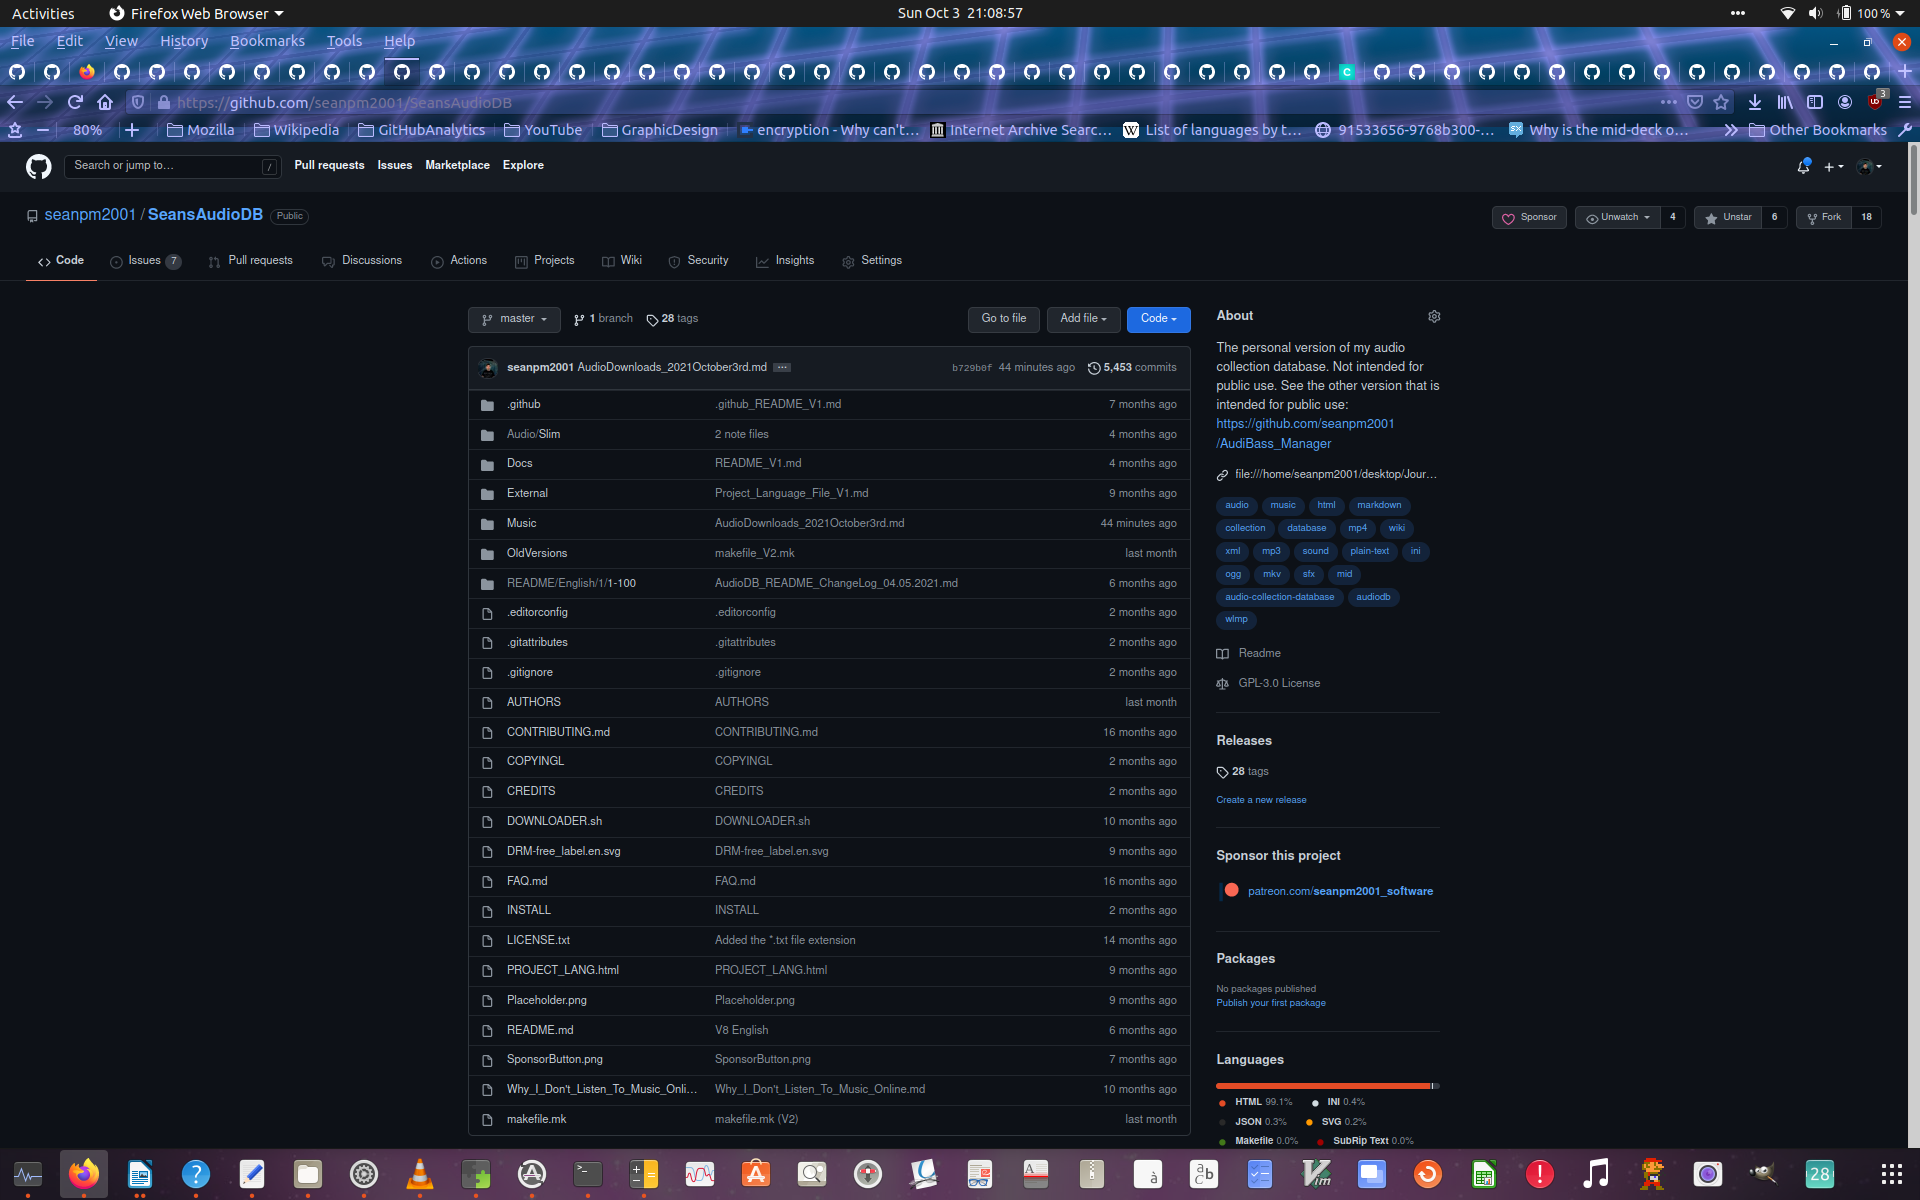 Activities
Firefox Web Browser
Sun Oct 3 21:08:57
100 %
File Edit View History Bookmarks Tools Help
https://github.com/seanpm2001/SeansAudioDB
3
80%
Mozilla
Wikipedia
GitHubAnalytics
YouTube
GraphicDesign
encryption - Why can't…
Internet Archive Searc…
List of languages by t…
91533656-9768b300-…
Why is the mid-deck o…
Other Bookmarks
Search or jump to…
/
Pull requests Issues Marketplace Explore
seanpm2001 / SeansAudioDB Public
Sponsor
Unwatch 4
Unstar 6
Fork 18
Code
Issues 7
Pull requests
Discussions
Actions
Projects
Wiki
Security
Insights
Settings
master
1 branch
28 tags
Go to file
Add file
Code
seanpm2001 AudioDownloads_2021October3rd.md
b729b0f 44 minutes ago
5,453 commits
.github .github_README_V1.md 7 months ago
Audio/Slim 2 note files 4 months ago
Docs README_V1.md 4 months ago
External Project_Language_File_V1.md 9 months ago
Music AudioDownloads_2021October3rd.md 44 minutes ago
OldVersions makefile_V2.mk last month
README/English/1/1-100 AudioDB_README_ChangeLog_04.05.2021.md 6 months ago
.editorconfig .editorconfig 2 months ago
.gitattributes .gitattributes 2 months ago
.gitignore .gitignore 2 months ago
AUTHORS AUTHORS last month
CONTRIBUTING.md CONTRIBUTING.md 16 months ago
COPYINGL COPYINGL 2 months ago
CREDITS CREDITS 2 months ago
DOWNLOADER.sh DOWNLOADER.sh 10 months ago
DRM-free_label.en.svg DRM-free_label.en.svg 9 months ago
FAQ.md FAQ.md 16 months ago
INSTALL INSTALL 2 months ago
LICENSE.txt Added the *.txt file extension 14 months ago
PROJECT_LANG.html PROJECT_LANG.html 9 months ago
Placeholder.png Placeholder.png 9 months ago
README.md V8 English 6 months ago
SponsorButton.png SponsorButton.png 7 months ago
Why_I_Don't_Listen_To_Music_Onli… Why_I_Don't_Listen_To_Music_Online.md 10 months ago
makefile.mk makefile.mk (V2) last month
About
The personal version of my audio
collection database. Not intended for
public use. See the other version that is
intended for public use:
https://github.com/seanpm2001
/AudiBass_Manager
file:///home/seanpm2001/desktop/Jour…
audio music html markdown
collection database mp4 wiki
xml mp3 sound plain-text ini
ogg mkv sfx mid
audio-collection-database audiodb
wlmp
Readme
GPL-3.0 License
Releases
28 tags
Create a new release
Sponsor this project
patreon.com/seanpm2001_software
Packages
No packages published
Publish your first package
Languages
HTML 99.1% INI 0.4%
JSON 0.3% SVG 0.2%
Makefile 0.0% SubRip Text 0.0%
28